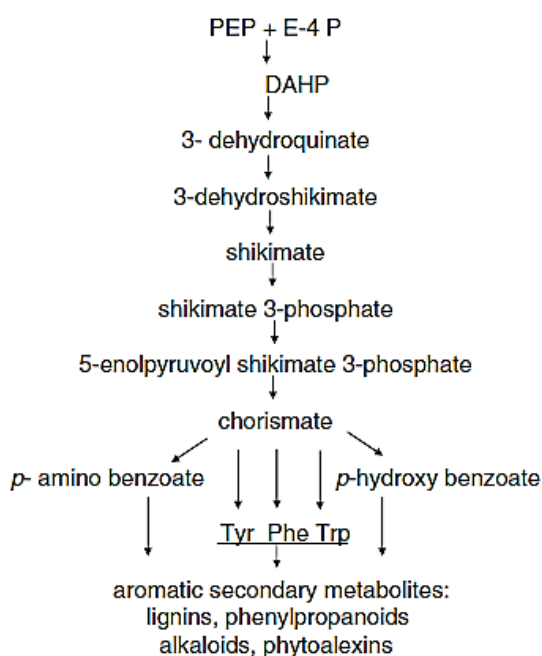 PEP + E-4 P
DAHP
3- dehydroquinate
3-dehydroshikimate
shikimate
shikimate 3-phosphate
5-enolpyruvoyl shikimate 3-phosphate
chorismate
p- amino benzoate
p-hydroxy benzoate
Tyr Phe Trp
aromatic secondary metabolites:
lignins, phenylpropanoids
alkaloids, phytoalexins